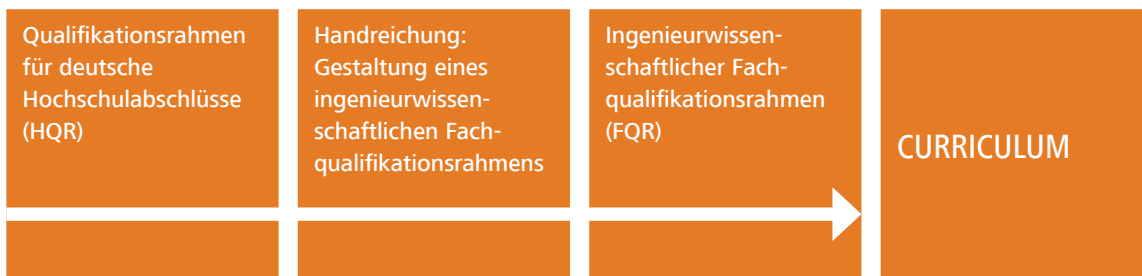 Qualifikationsrahmen
für deutsche
Hochschulabschlüsse
(HQR)
Handreichung:
Gestaltung eines
ingenieurwissen-
schaftlichen Fach-
qualifikationsrahmens
Ingenieurwissen-
schaftlicher Fach-
qualifikationsrahmen
(FQR)
CURRICULUM